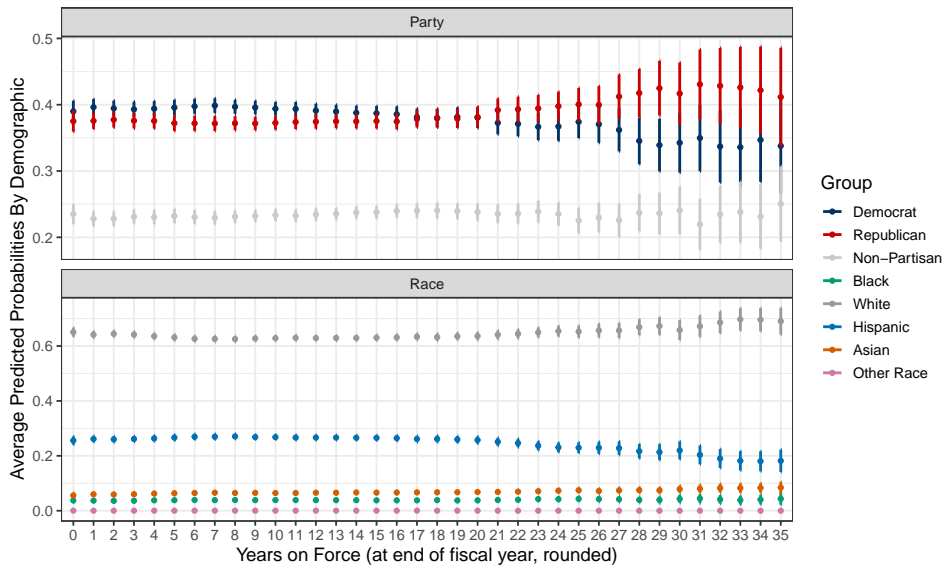 Party
0.5
0.4
0.3
0.2
Race
0.6
0.4
0.2
0.0
0 1 2 3 4 5 6 7 8 9 10 11 12 13 14 15 16 17 18 19 20 21 22 23 24 25 26 27 28 29 30 31 32 33 34 35
Years on Force (at end of fiscal year, rounded)
Average Predicted Probabilities By Demographic
Group
Democrat
Republican
Non−Partisan
Black
White
Hispanic
Asian
Other Race